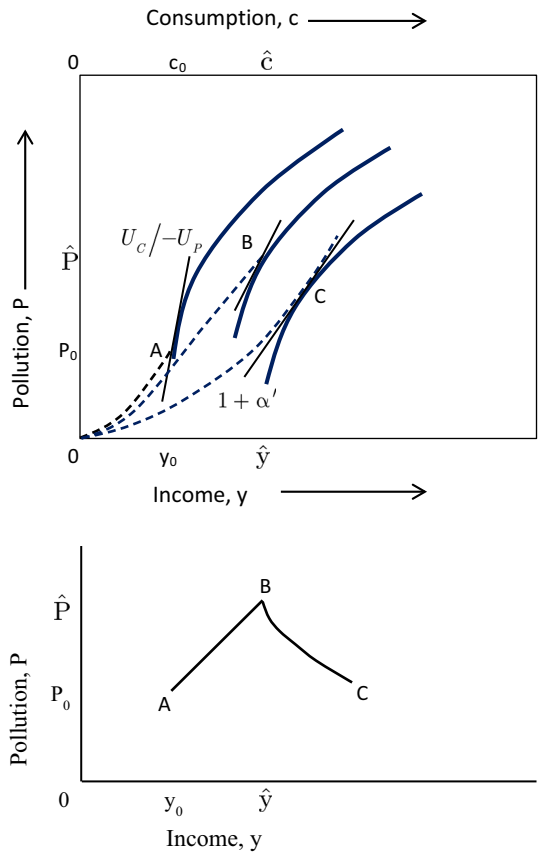 Consumption, c
0 c₀ ĉ
U_C/−U_P
B
P̂
C
Pollution, P
P₀ A
1 + α'
0 y₀ ŷ
Income, y
B
P̂
Pollution, P
P₀ A C
0 y₀ ŷ
Income, y